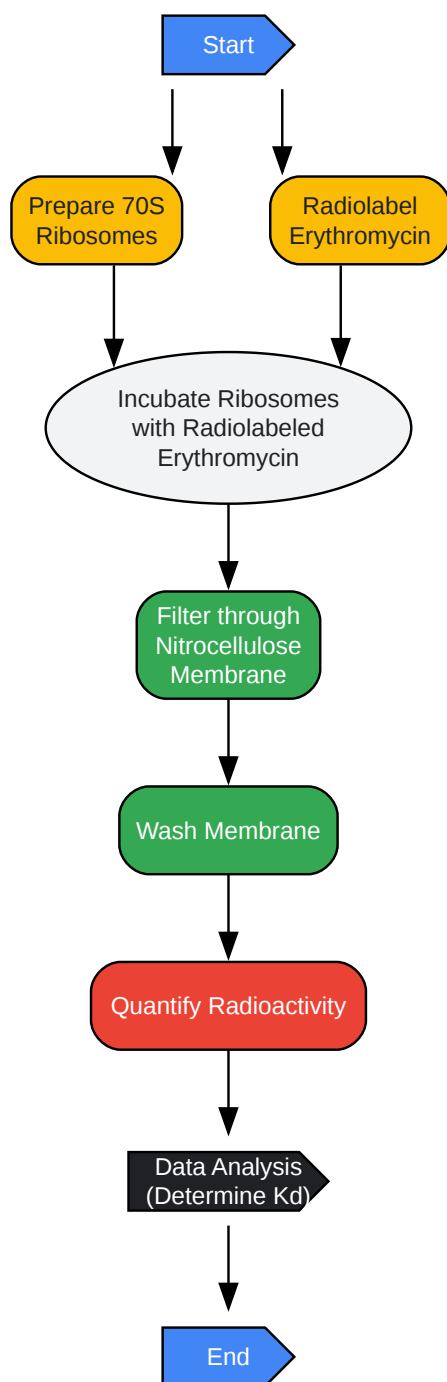 Start
Prepare 70S
Ribosomes
Radiolabel
Erythromycin
Incubate Ribosomes
with Radiolabeled
Erythromycin
Filter through
Nitrocellulose
Membrane
Wash Membrane
Quantify Radioactivity
Data Analysis
(Determine Kd)
End